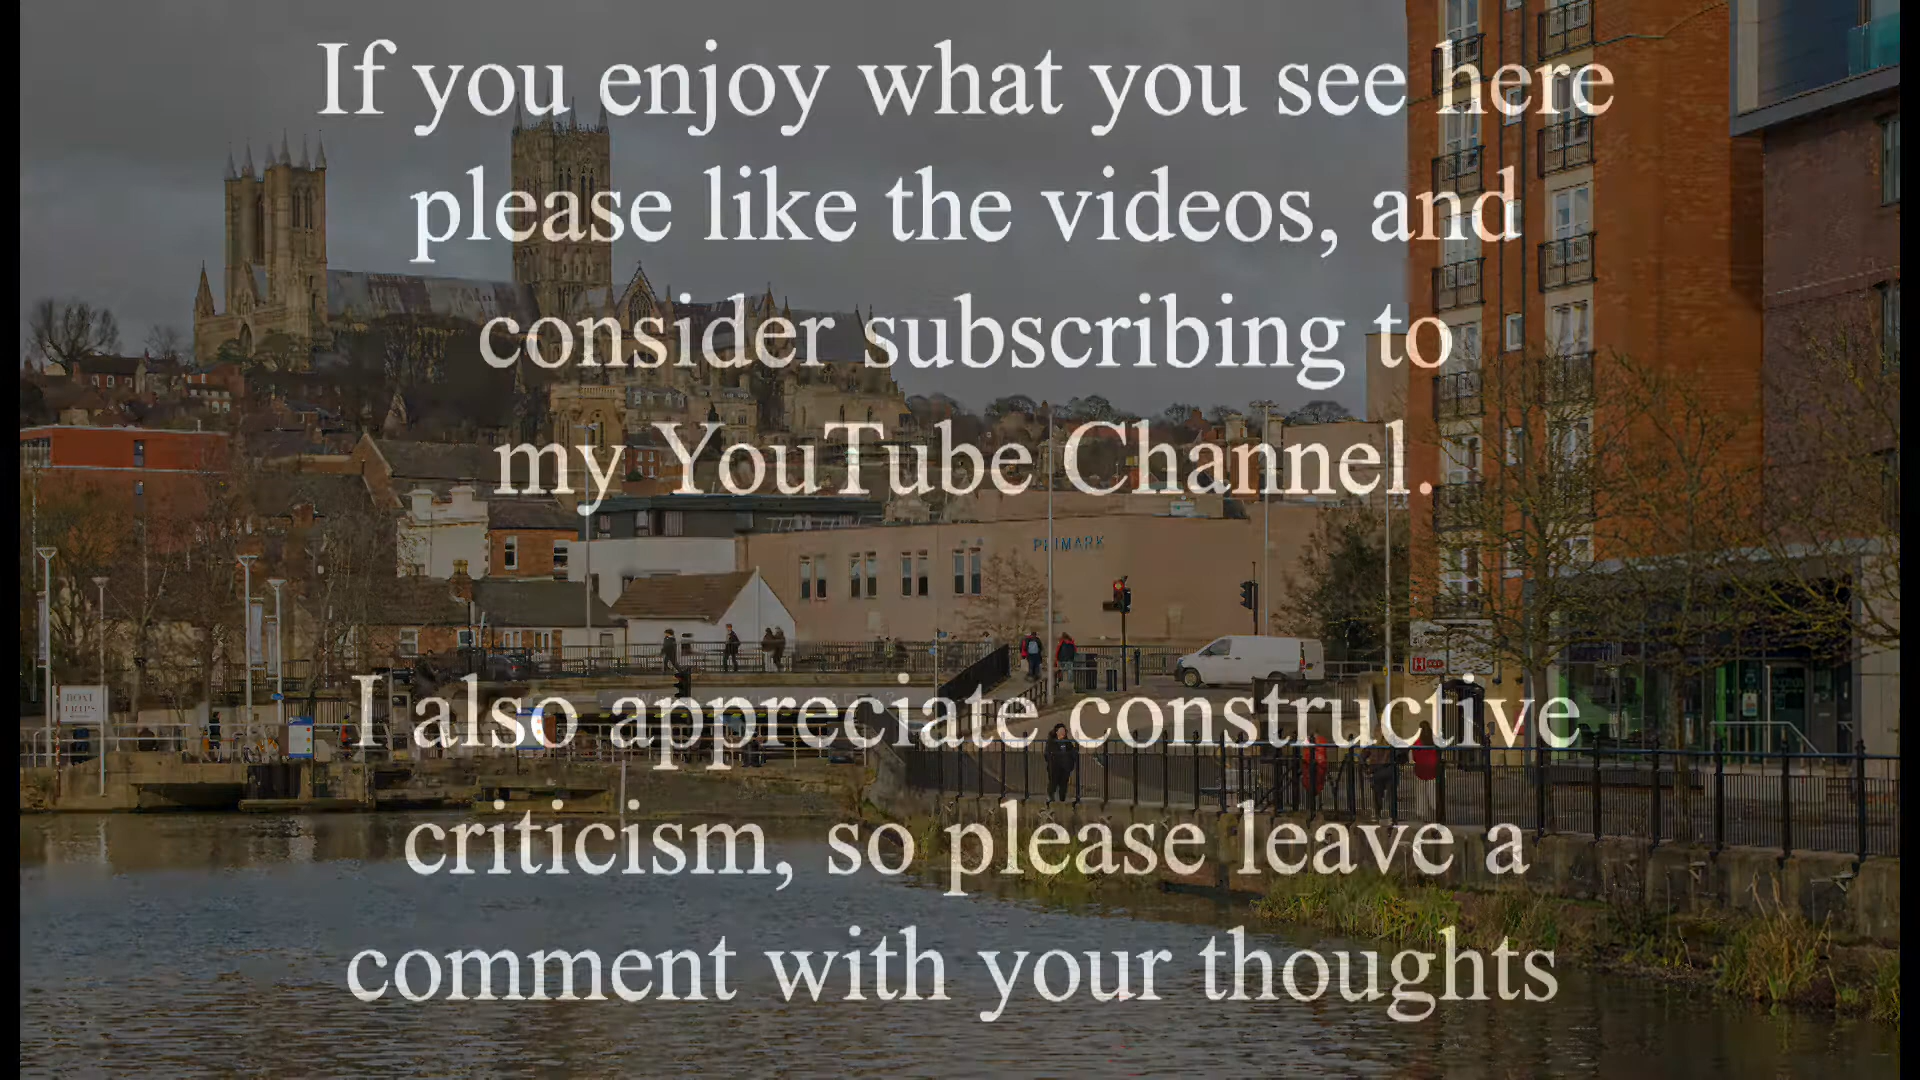 If you enjoy what you see here
please like the videos, and
consider subscribing to
my YouTube Channel.
PRIMARK
I also appreciate constructive
BOAT
TRIPS
criticism, so please leave a
comment with your thoughts